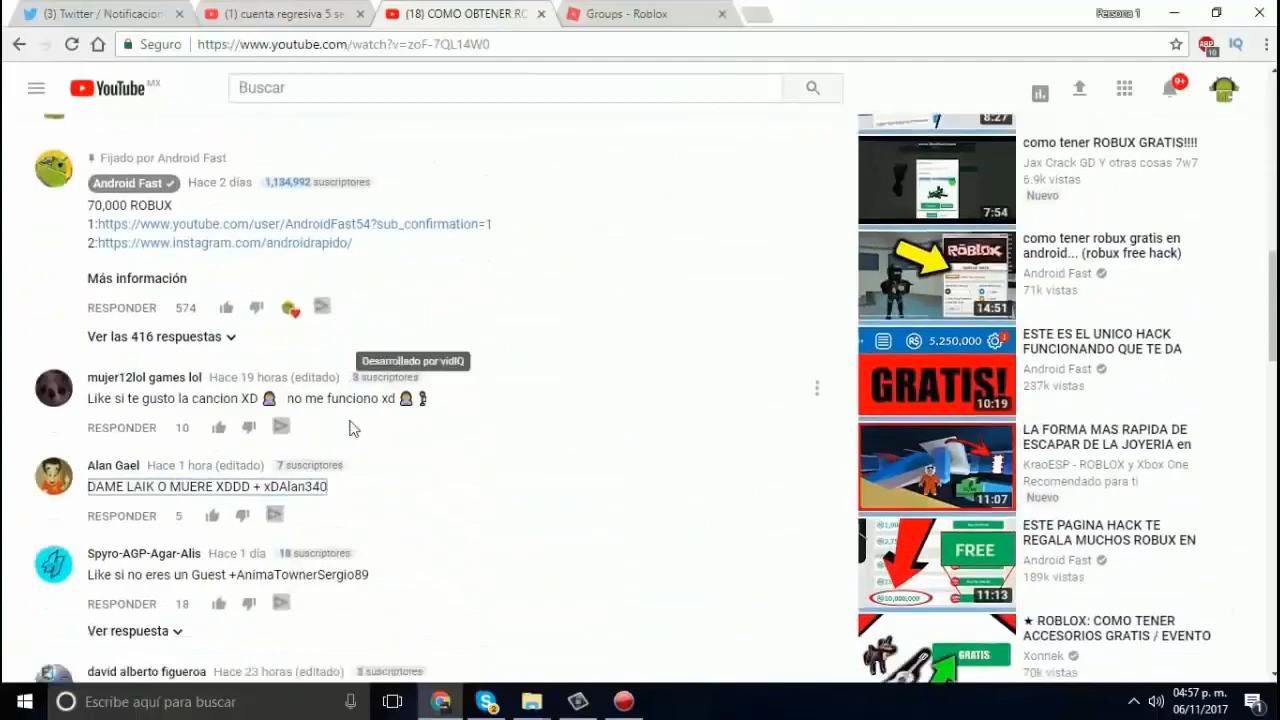 (3) Twitter / Notificacion
(1) cuenta regresiva 5 se
(18) COMO OBTENER RO
Groups - Roblox
Persona 1
Seguro
https://www.youtube.com/watch?v=zoF-7QL14W0
ABP
10
IQ
YouTube MX
Buscar
9+
Fijado por Android Fast
Android Fast Hace 2 días 1,134,992 suscriptores
70,000 ROBUX
1:https://www.youtube.com/user/AndroidFast54?sub_confirmation=1
2:https://www.instagram.com/androidrapido/
Más información
RESPONDER 574
Ver las 416 respuestas
Desarrollado por vidIQ
mujer12lol games lol Hace 19 horas (editado) 3 suscriptores
Like si te gusto la cancion XD no me funciono xd
RESPONDER 10
Alan Gael Hace 1 hora (editado) 7 suscriptores
DAME LAIK O MUERE XDDD + xDAlan340
RESPONDER 5
Spyro-AGP-Agar-Alis Hace 1 día 18 suscriptores
Like si no eres un Guest +AnimaTownerSergio89
RESPONDER 18
Ver respuesta
david alberto figueroa Hace 23 horas (editado) suscriptores
8:27
como tener ROBUX GRATIS!!!!
Jax Crack GD Y otras cosas 7w7
6.9k vistas
Nuevo
7:54
como tener robux gratis en
android... (robux free hack)
Android Fast
71k vistas
ROBLOX
14:51
ESTE ES EL UNICO HACK
FUNCIONANDO QUE TE DA
Android Fast
237k vistas
R$ 5,250,000
GRATIS!
10:19
LA FORMA MAS RAPIDA DE
ESCAPAR DE LA JOYERIA en
KraoESP - ROBLOX y Xbox One
Recomendado para ti
Nuevo
11:07
ESTE PAGINA HACK TE
REGALA MUCHOS ROBUX EN
Android Fast
189k vistas
FREE
11:13
★ ROBLOX: COMO TENER
ACCESORIOS GRATIS / EVENTO
Xonnek
70k vistas
GRATIS
Escribe aquí para buscar
04:57 p. m.
06/11/2017